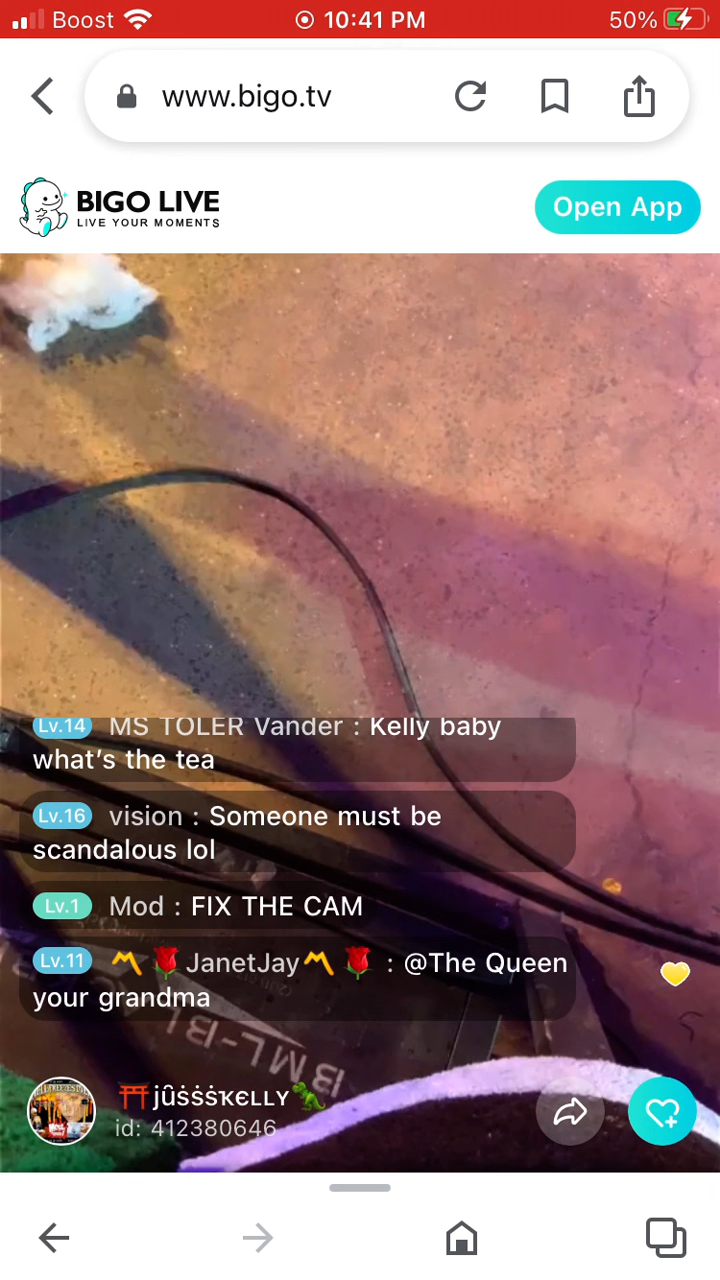 Boost 10:41 PM 50%
www.bigo.tv
BIGO LIVE
LIVE YOUR MOMENTS
Open App
Lv.14 MS TOLER Vander : Kelly baby
what's the tea
Lv.16 vision : Someone must be
scandalous lol
Lv.1 Mod : FIX THE CAM
Lv.11 〽️🌹JanetJay〽️🌹 : @The Queen
your grandma
⛩️jȗṡṡṡҡЄLLY🦖
id: 412380646